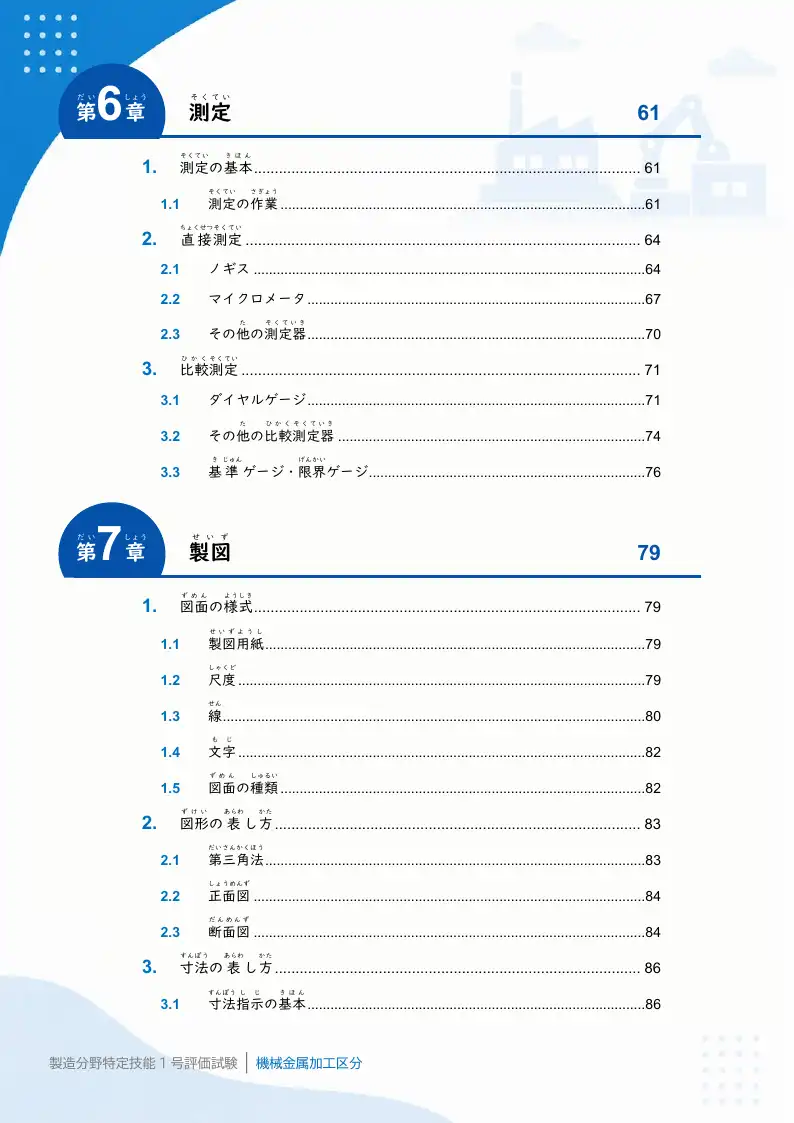 だい しょう そくてい
第6章 測定 61
そくてい きほん
1. 測定の基本 61
そくてい さぎょう
1.1 測定の作業 61
ちょくせつそくてい
2. 直接測定 64
2.1 ノギス 64
2.2 マイクロメータ 67
た そくていき
2.3 その他の測定器 70
ひかくそくてい
3. 比較測定 71
3.1 ダイヤルゲージ 71
た ひかくそくていき
3.2 その他の比較測定器 74
きじゅん げんかい
3.3 基準ゲージ・限界ゲージ 76
だい しょう せいず
第7章 製図 79
ずめん ようしき
1. 図面の様式 79
せいずようし
1.1 製図用紙 79
しゃくど
1.2 尺度 79
せん
1.3 線 80
もじ
1.4 文字 82
ずめん しゅるい
1.5 図面の種類 82
ずけい あらわ かた
2. 図形の表し方 83
だいさんかくほう
2.1 第三角法 83
しょうめんず
2.2 正面図 84
だんめんず
2.3 断面図 84
すんぽう あらわ かた
3. 寸法の表し方 86
すんぽうしじ きほん
3.1 寸法指示の基本 86
製造分野特定技能1号評価試験 機械金属加工区分